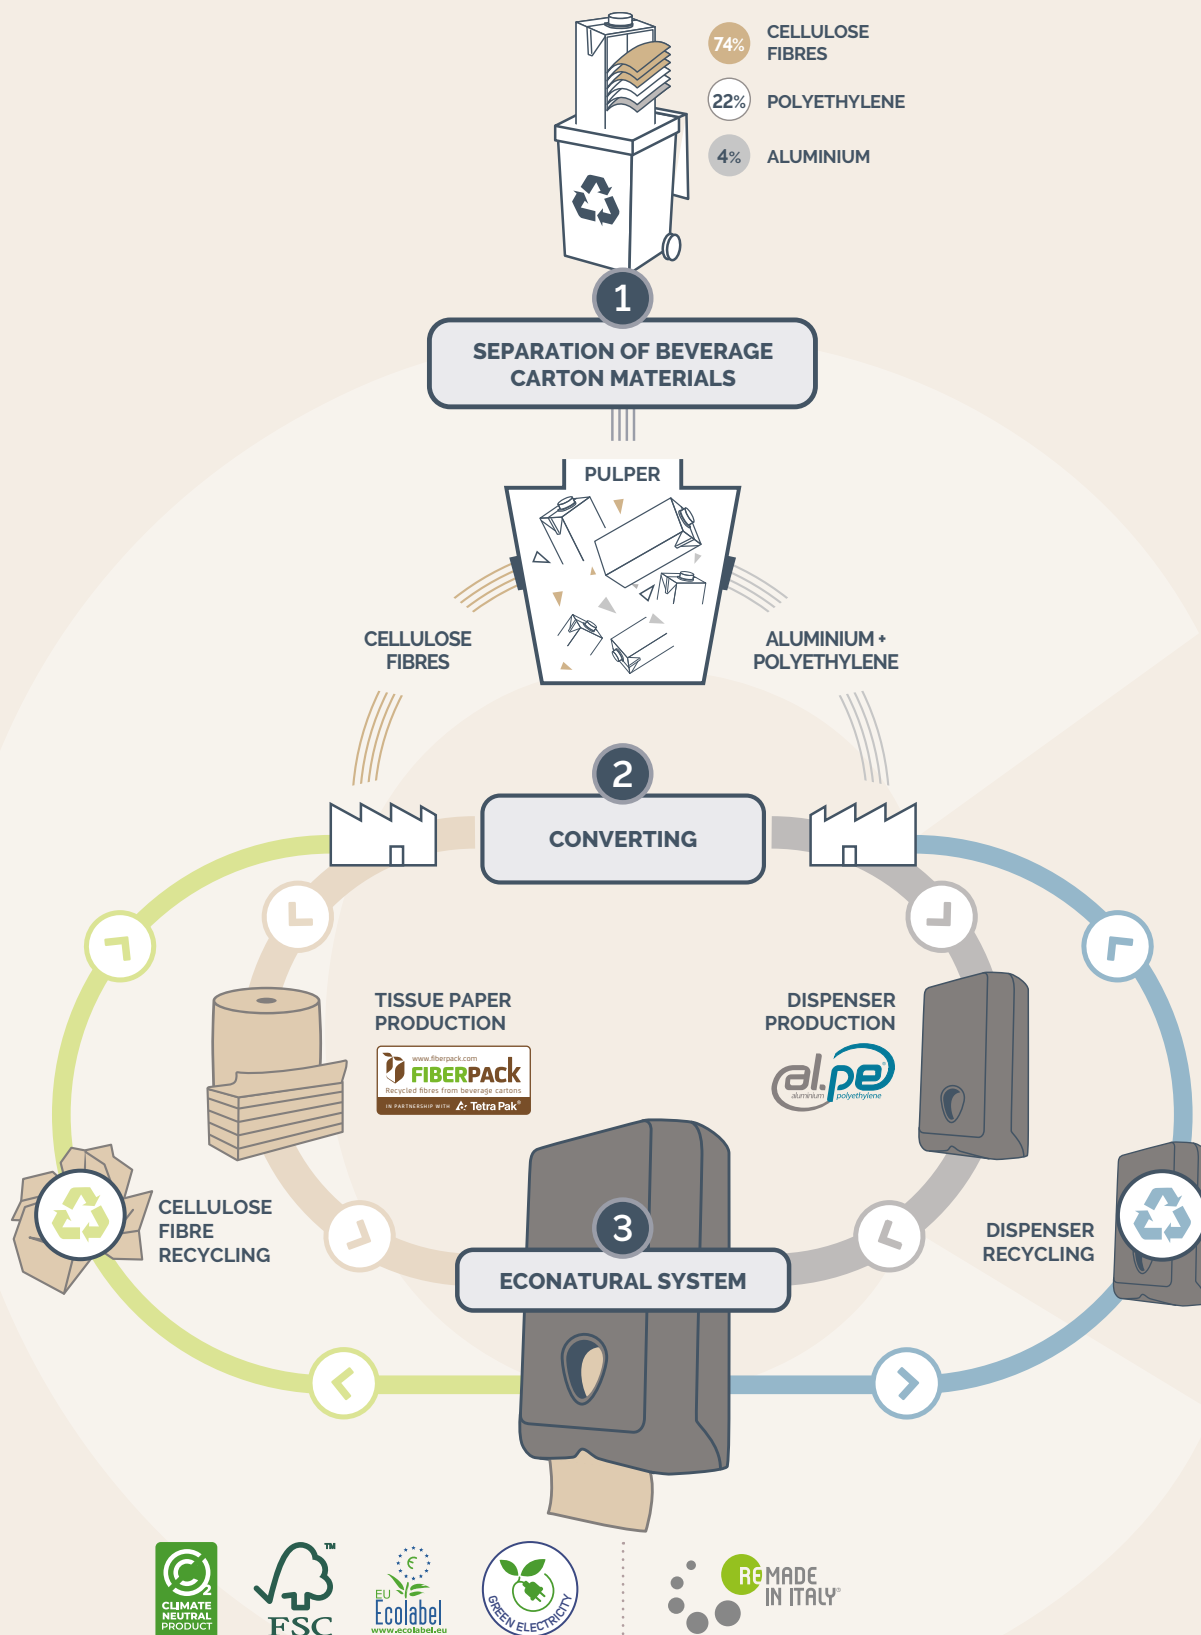 74%
CELLULOSE
FIBRES
22%
POLYETHYLENE
4%
ALUMINIUM
1
SEPARATION OF BEVERAGE
CARTON MATERIALS
PULPER
CELLULOSE
FIBRES
ALUMINIUM +
POLYETHYLENE
2
CONVERTING
TISSUE PAPER
PRODUCTION
www.fiberpack.com
FIBERPACK
Recycled fibres from beverage cartons
IN PARTNERSHIP WITH Tetra Pak®
DISPENSER
PRODUCTION
al.pe®
aluminium polyethylene
CELLULOSE
FIBRE
RECYCLING
3
ECONATURAL SYSTEM
DISPENSER
RECYCLING
CO2
CLIMATE
NEUTRAL
PRODUCT
TM
FSC
EU
Ecolabel
www.ecolabel.eu
GREEN ELECTRICITY
REMADE
IN ITALY®